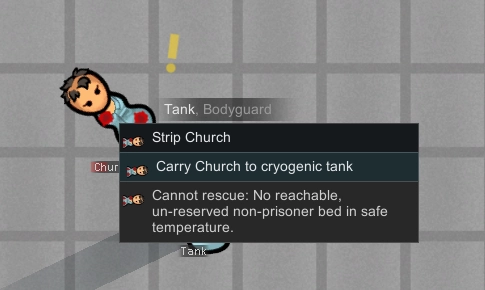 !
Tank, Bodyguard
Strip Church
Carry Church to cryogenic tank
Chur
Cannot rescue: No reachable,
un-reserved non-prisoner bed in safe
temperature.
Tank